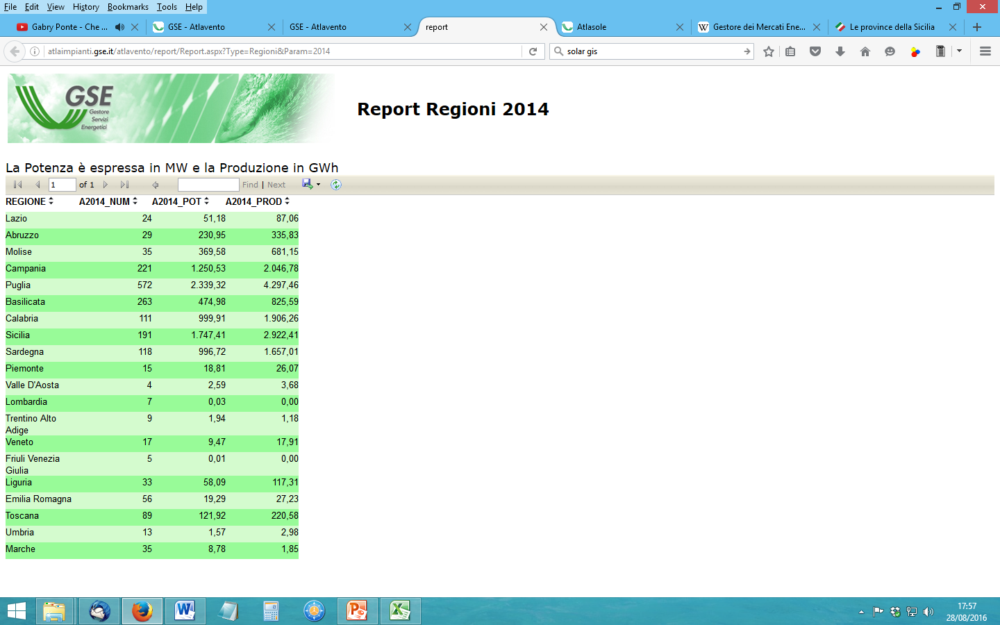 File Edit View History Bookmarks Tools Help
Gabry Ponte - Che ... GSE - Atlavento GSE - Atlavento report Atlasole Gestore dei Mercati Ene... Le province della Sicilia
atlaimpianti.gse.it/atlavento/report/Report.aspx?Type=Regioni&Param=2014 solar gis
GSE
Gestore
Servizi
Energetici
Report Regioni 2014
La Potenza è espressa in MW e la Produzione in GWh
1 of 1 Find | Next
REGIONE A2014_NUM A2014_POT A2014_PROD
Lazio 24 51,18 87,06
Abruzzo 29 230,95 335,83
Molise 35 369,58 681,15
Campania 221 1.250,53 2.046,78
Puglia 572 2.339,32 4.297,46
Basilicata 263 474,98 825,59
Calabria 111 999,91 1.906,26
Sicilia 191 1.747,41 2.922,41
Sardegna 118 996,72 1.657,01
Piemonte 15 18,81 26,07
Valle D'Aosta 4 2,59 3,68
Lombardia 7 0,03 0,00
Trentino Alto 9 1,94 1,18
Adige
Veneto 17 9,47 17,91
Friuli Venezia 5 0,01 0,00
Giulia
Liguria 33 58,09 117,31
Emilia Romagna 56 19,29 27,23
Toscana 89 121,92 220,58
Umbria 13 1,57 2,98
Marche 35 8,78 1,85
17:57
28/08/2016